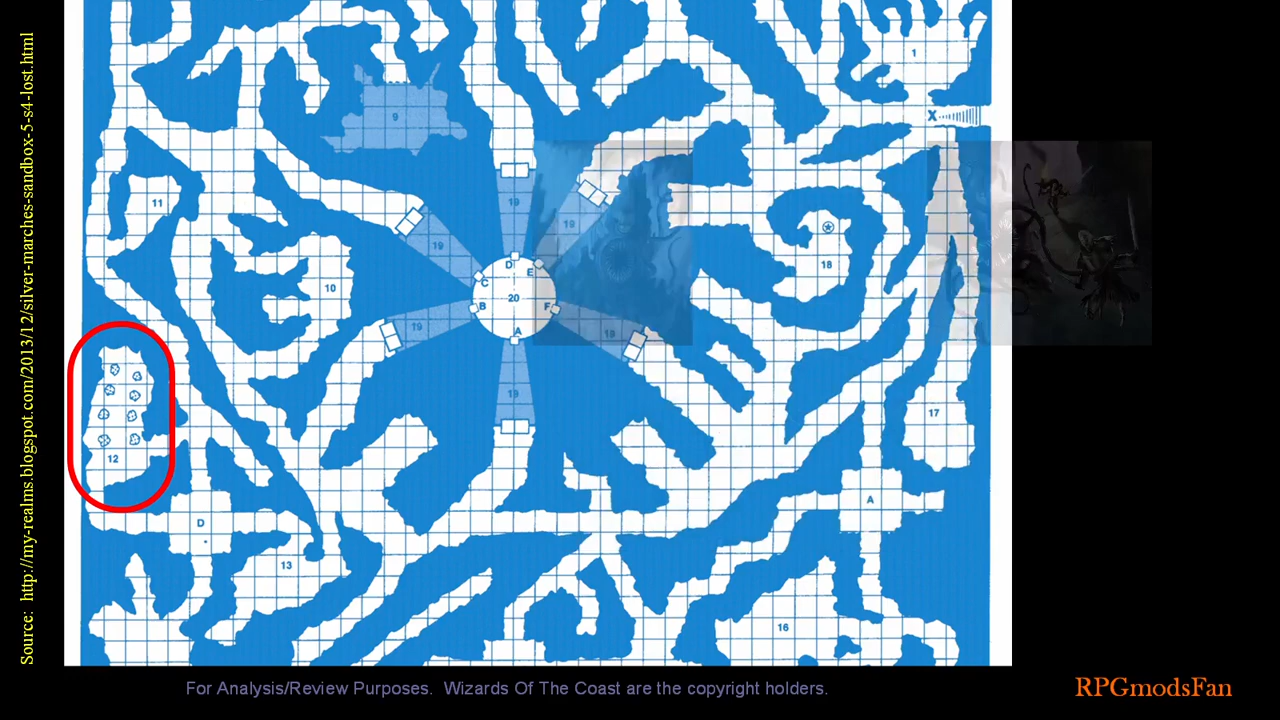 Source:  http://my-realms.blogspot.com/2013/12/silver-marches-sandbox-5-s4-lost.html
1
9
X
11
19
19
19
D
E
18
10
C
20
B
F
19
19
A
17
19
12
A
D
13
16
For Analysis/Review Purposes.  Wizards Of The Coast are the copyright holders.
RPGmodsFan